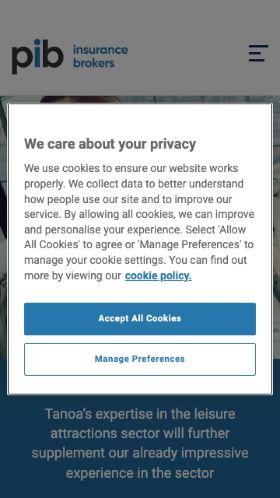 pib insurance
brokers
We care about your privacy
We use cookies to ensure our website works
properly. We collect data to better understand
how people use our site and to improve our
service. By allowing all cookies, we can improve
and personalise your experience. Select 'Allow
All Cookies' to agree or 'Manage Preferences' to
manage your cookie settings. You can find out
more by viewing our cookie policy.
Accept All Cookies
Manage Preferences
Tanoa's expertise in the leisure
attractions sector will further
supplement our already impressive
experience in the sector